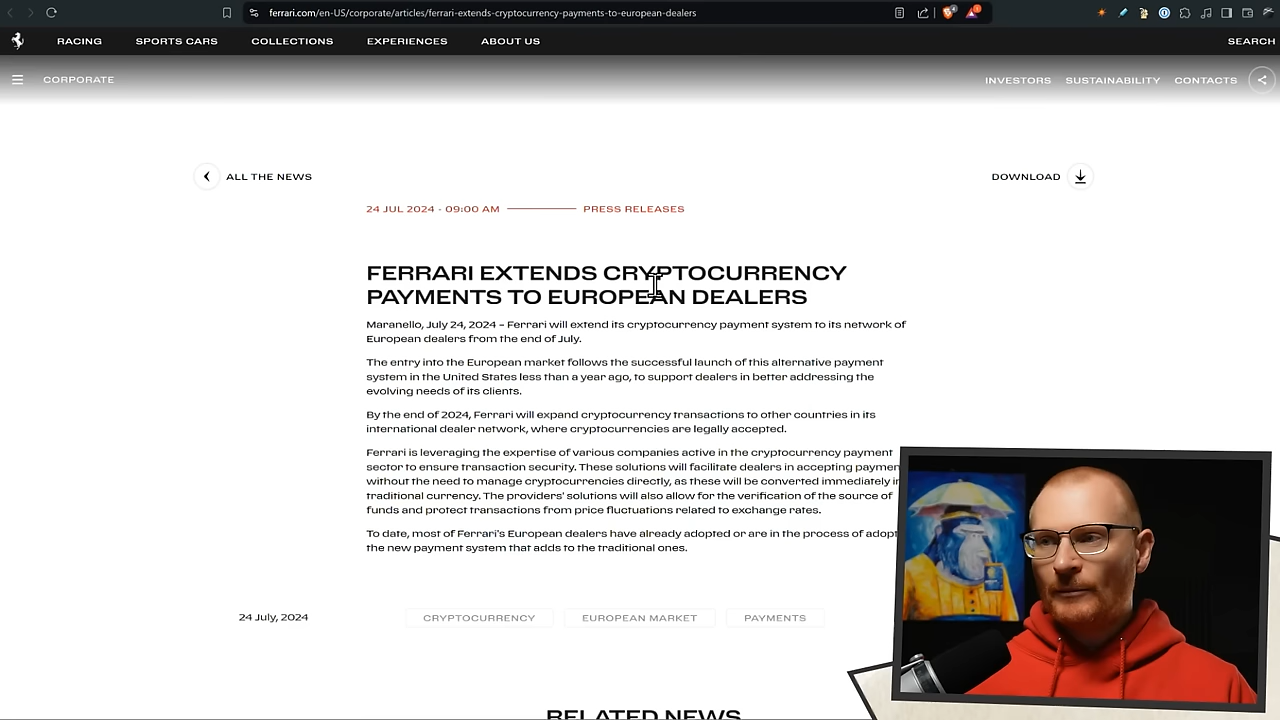 ferrari.com/en-US/corporate/articles/ferrari-extends-cryptocurrency-payments-to-european-dealers
4
1
RACING SPORTS CARS COLLECTIONS EXPERIENCES ABOUT US SEARCH
CORPORATE INVESTORS SUSTAINABILITY CONTACTS
ALL THE NEWS DOWNLOAD
24 JUL 2024 - 09:00 AM PRESS RELEASES
FERRARI EXTENDS CRYPTOCURRENCY
PAYMENTS TO EUROPEAN DEALERS
Maranello, July 24, 2024 – Ferrari will extend its cryptocurrency payment system to its network of
European dealers from the end of July.
The entry into the European market follows the successful launch of this alternative payment
system in the United States less than a year ago, to support dealers in better addressing the
evolving needs of its clients.
By the end of 2024, Ferrari will expand cryptocurrency transactions to other countries in its
international dealer network, where cryptocurrencies are legally accepted.
Ferrari is leveraging the expertise of various companies active in the cryptocurrency payment
sector to ensure transaction security. These solutions will facilitate dealers in accepting paymen
without the need to manage cryptocurrencies directly, as these will be converted immediately i
traditional currency. The providers' solutions will also allow for the verification of the source of
funds and protect transactions from price fluctuations related to exchange rates.
To date, most of Ferrari's European dealers have already adopted or are in the process of adopt
the new payment system that adds to the traditional ones.
24 July, 2024 CRYPTOCURRENCY EUROPEAN MARKET PAYMENTS
RELATED NEWS